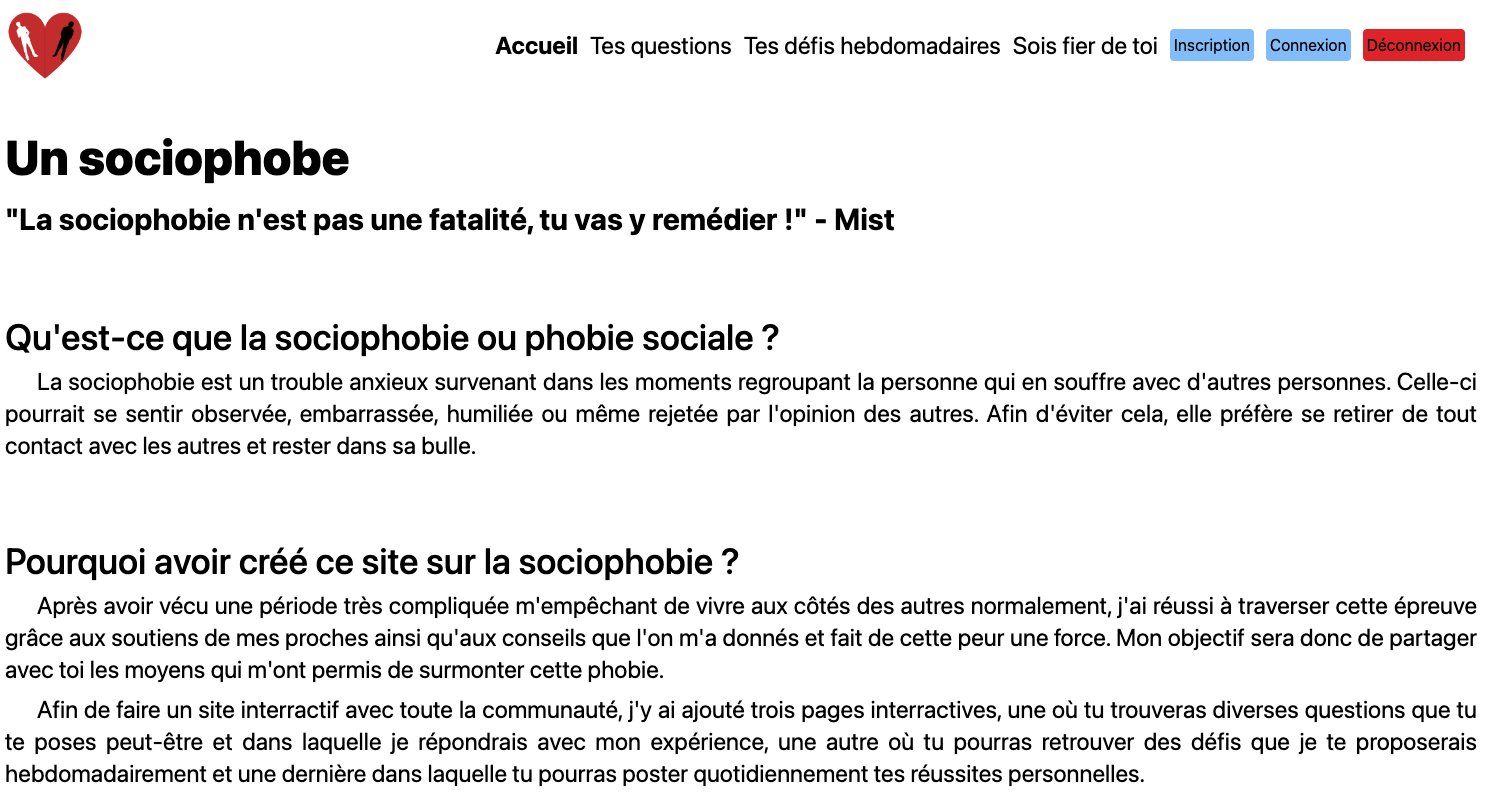 Accueil Tes questions Tes défis hebdomadaires Sois fier de toi Inscription Connexion Déconnexion
Un sociophobe
"La sociophobie n'est pas une fatalité, tu vas y remédier !" - Mist
Qu'est-ce que la sociophobie ou phobie sociale ?
La sociophobie est un trouble anxieux survenant dans les moments regroupant la personne qui en souffre avec d'autres personnes. Celle-ci
pourrait se sentir observée, embarrassée, humiliée ou même rejetée par l'opinion des autres. Afin d'éviter cela, elle préfère se retirer de tout
contact avec les autres et rester dans sa bulle.
Pourquoi avoir créé ce site sur la sociophobie ?
Après avoir vécu une période très compliquée m'empêchant de vivre aux côtés des autres normalement, j'ai réussi à traverser cette épreuve
grâce aux soutiens de mes proches ainsi qu'aux conseils que l'on m'a donnés et fait de cette peur une force. Mon objectif sera donc de partager
avec toi les moyens qui m'ont permis de surmonter cette phobie.
Afin de faire un site interractif avec toute la communauté, j'y ai ajouté trois pages interractives, une où tu trouveras diverses questions que tu
te poses peut-être et dans laquelle je répondrais avec mon expérience, une autre où tu pourras retrouver des défis que je te proposerais
hebdomadairement et une dernière dans laquelle tu pourras poster quotidiennement tes réussites personnelles.